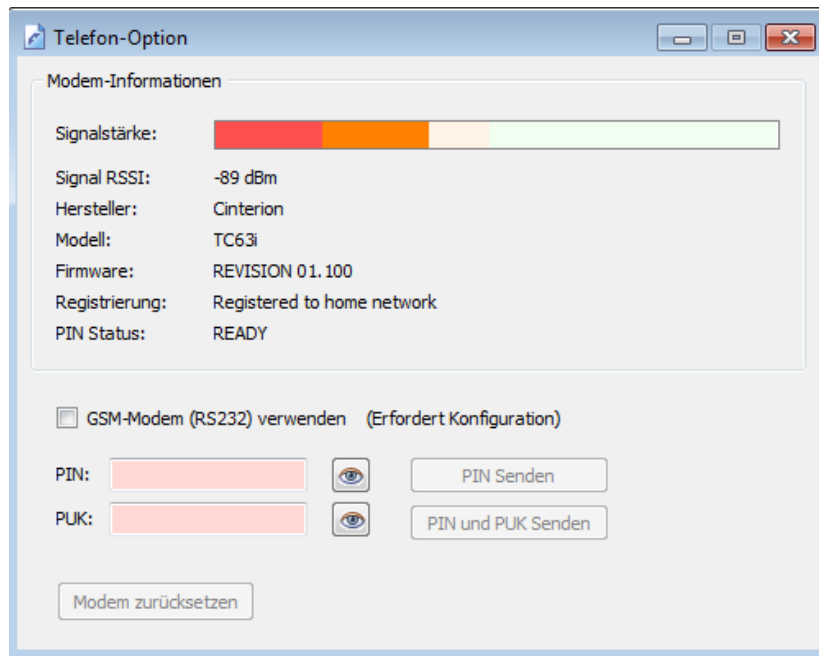 Telefon-Option
Modem-Informationen
Signalstärke:
Signal RSSI: -89 dBm
Hersteller: Cinterion
Modell: TC63i
Firmware: REVISION 01.100
Registrierung: Registered to home network
PIN Status: READY
GSM-Modem (RS232) verwenden (Erfordert Konfiguration)
PIN: PIN Senden
PUK: PIN und PUK Senden
Modem zurücksetzen